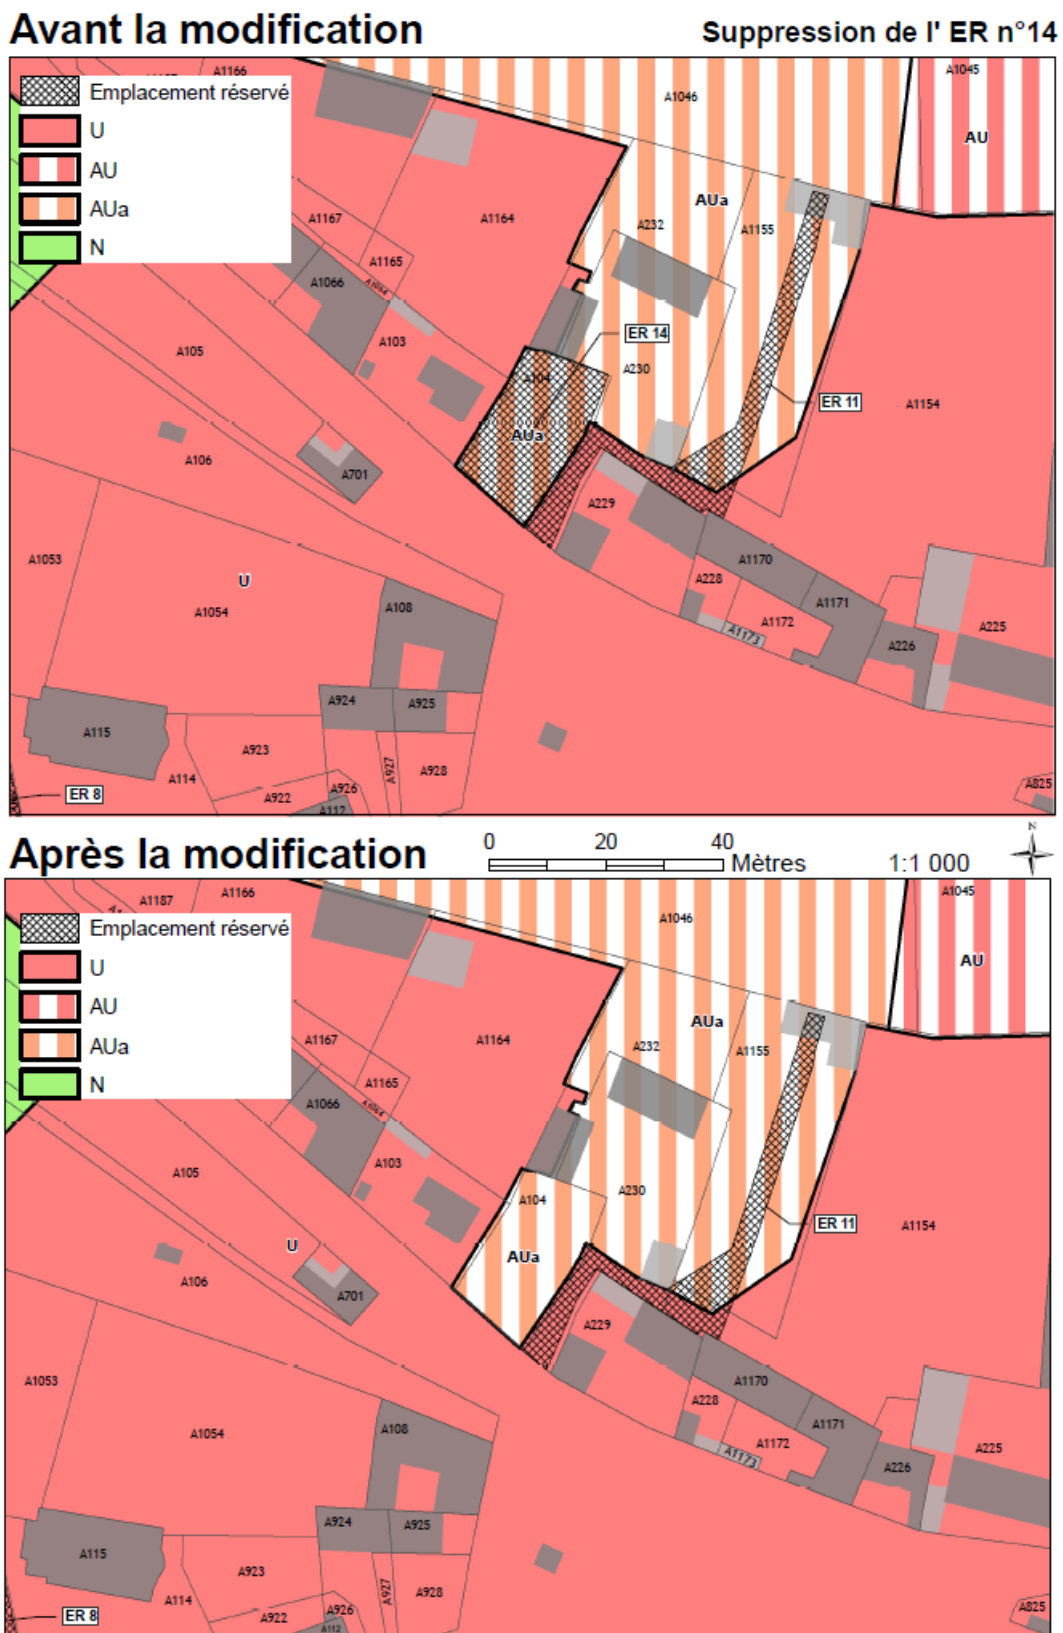 Avant la modification
Suppression de l' ER n°14
A1166
A1045
Emplacement réservé
A1046
U
AU
AU
AUa
AUa
A1167
A1164
A232
A1155
N
A1165
A1066
A1064
ER 14
A103
A105
A230
A104
ER 11
A1154
AUa
A106
A701
A229
A1053
A1170
U
A228
A1171
A1054
A108
A1172
A225
A1173
A226
A924
A925
A115
A923
A927
A928
A114
A926
A825
ER 8
A922
A112
Après la modification
0 20 40
Mètres
1:1 000
N
A1187
A1166
A1045
Emplacement réservé
A1046
U
AU
AU
AUa
AUa
A1167
A1164
A232
A1155
N
A1165
A1066
A1064
A103
A105
A230
A104
ER 11
A1154
U
AUa
A106
A701
A229
A1053
A1170
A228
A1171
A1054
A108
A1172
A225
A1173
A226
A924
A925
A115
A923
A927
A928
A114
A926
A825
ER 8
A922
A112